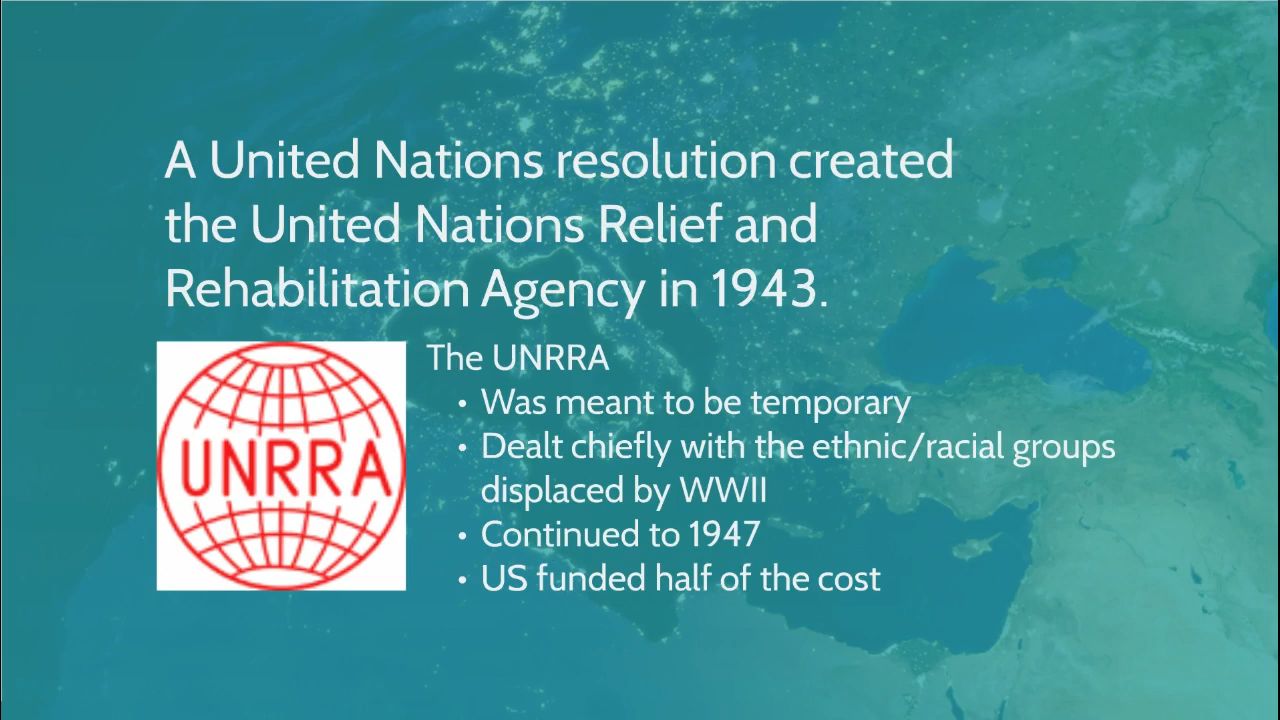 A United Nations resolution created
the United Nations Relief and
Rehabilitation Agency in 1943.
UNRRA
The UNRRA
• Was meant to be temporary
• Dealt chiefly with the ethnic/racial groups
displaced by WWII
• Continued to 1947
• US funded half of the cost